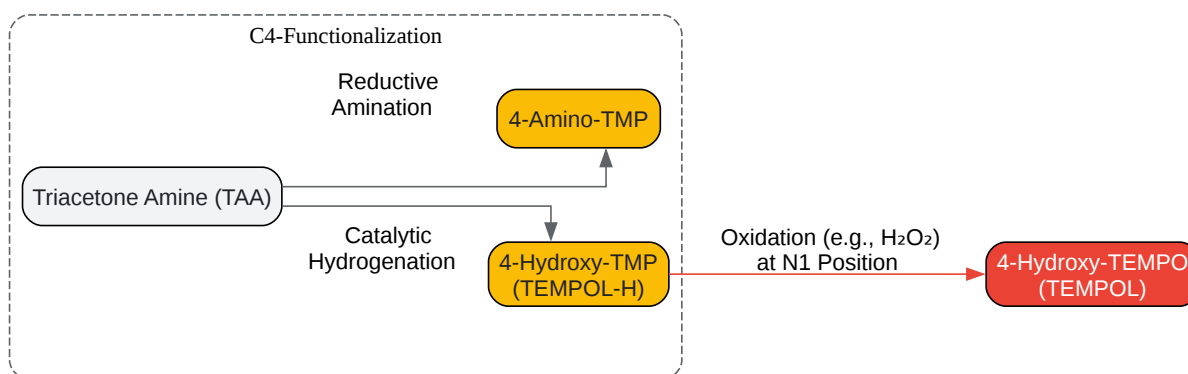 C4-Functionalization
Reductive
Amination
4-Amino-TMP
Triacetone Amine (TAA)
Catalytic
Hydrogenation
4-Hydroxy-TMP
(TEMPOL-H)
Oxidation (e.g., H₂O₂)
at N1 Position
4-Hydroxy-TEMPO
(TEMPOL)